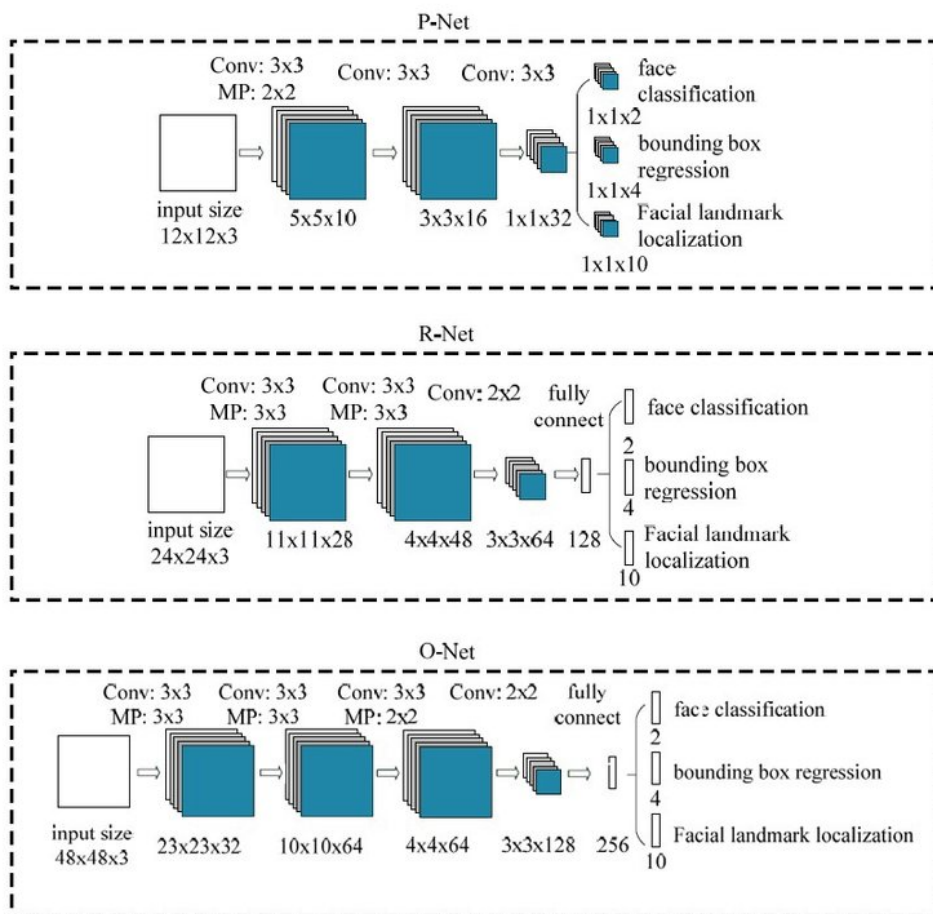 P-Net
Conv: 3x3 Conv: 3x3 Conv: 3x3
MP: 2x2
face
classification
1x1x2
bounding box
regression
1x1x4
Facial landmark
localization
1x1x10
input size
12x12x3
5x5x10 3x3x16 1x1x32
R-Net
Conv: 3x3 Conv: 3x3 Conv: 2x2 fully
MP: 3x3 MP: 3x3 connect
face classification
2
bounding box
regression
4
Facial landmark
localization
10
input size
24x24x3
11x11x28 4x4x48 3x3x64 128
O-Net
Conv: 3x3 Conv: 3x3 Conv: 3x3 Conv: 2x2 fully
MP: 3x3 MP: 3x3 MP: 2x2 connect
face classification
2
bounding box regression
4
Facial landmark localization
10
input size
48x48x3
23x23x32 10x10x64 4x4x64 3x3x128 256